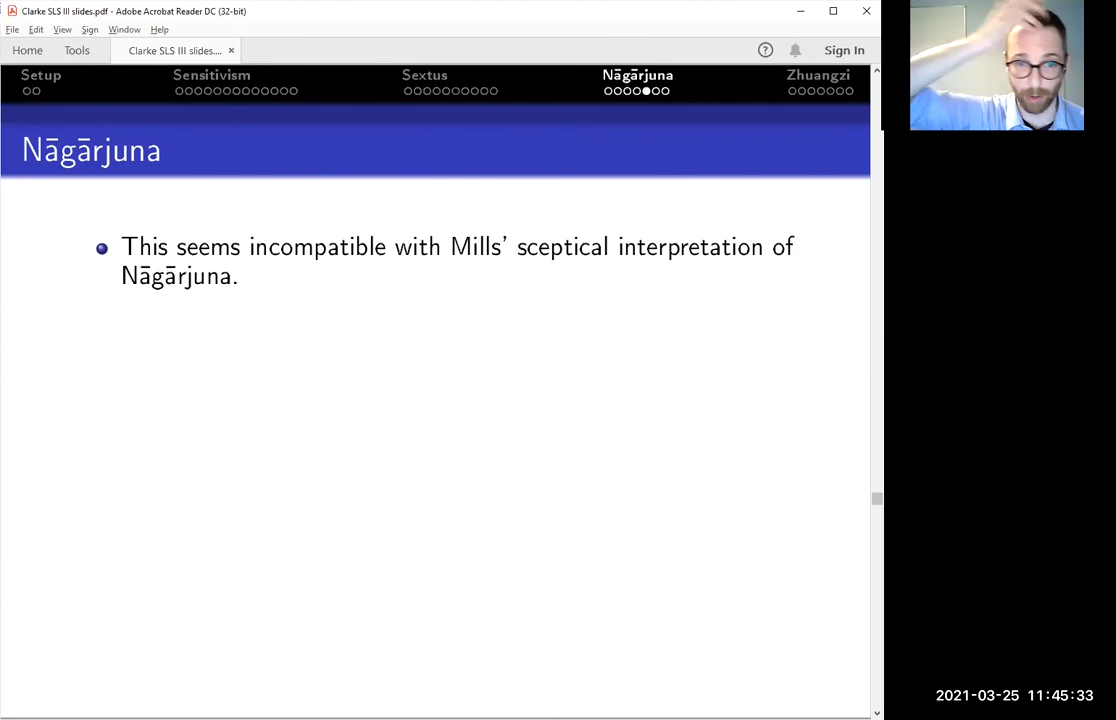 Clarke SLS III slides.pdf - Adobe Acrobat Reader DC (32-bit)
File Edit View Sign Window Help
Home Tools Clarke SLS III slides.... × Sign In
Setup Sensitivism Sextus Nāgārjuna Zhuangzi
Nāgārjuna
This seems incompatible with Mills' sceptical interpretation of
Nāgārjuna.
2021-03-25 11:45:33